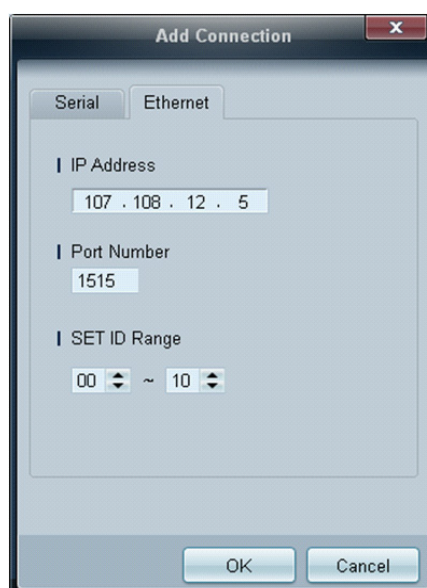 Add Connection
x
Serial Ethernet
IP Address
107 . 108 . 12 . 5
Port Number
1515
SET ID Range
00 ~ 10
OK Cancel